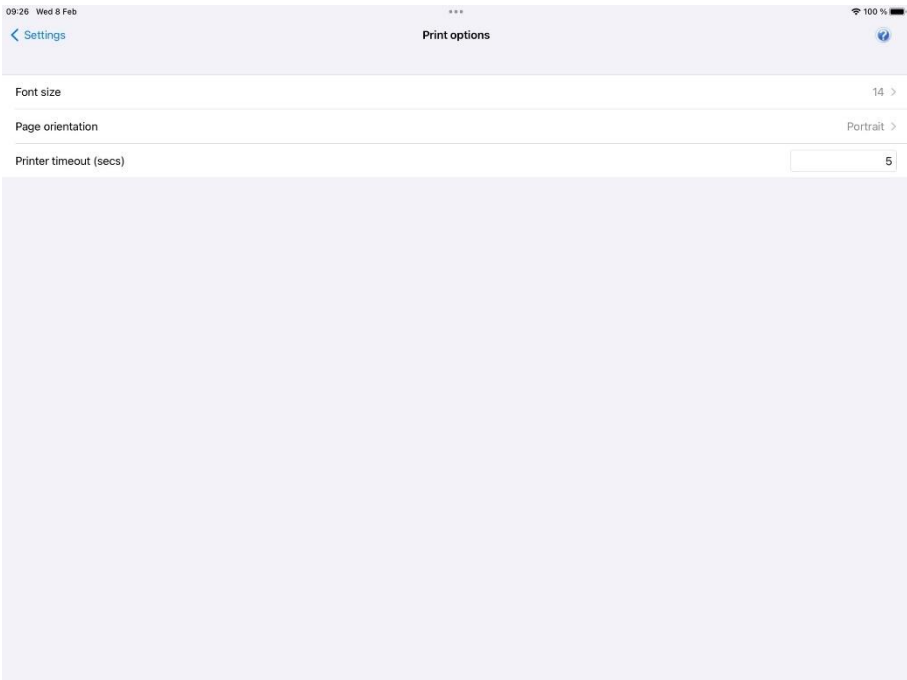 09:26 Wed 8 Feb
100 %
Settings
Print options
?
Font size
14
Page orientation
Portrait
Printer timeout (secs)
5